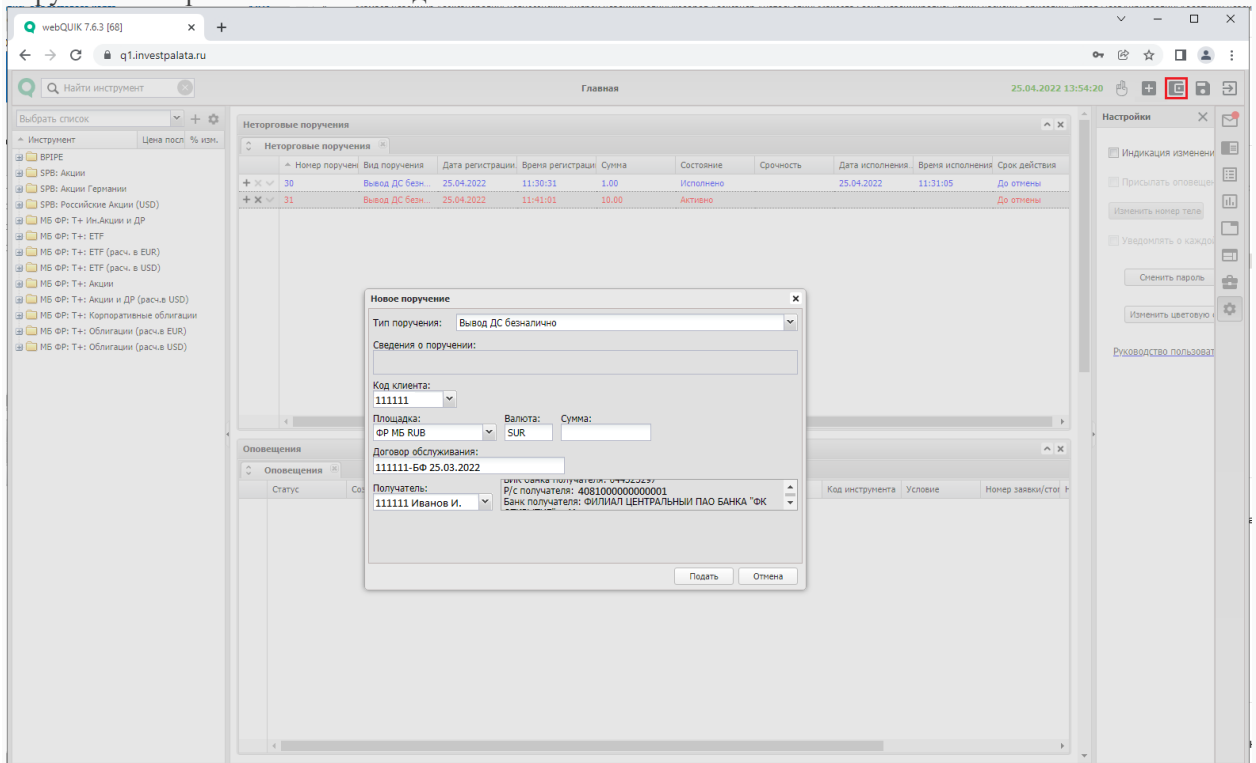 webQUIK 7.6.3 [68]
q1.investpalata.ru
Найти инструмент
Главная
25.04.2022 13:54:20
Выбрать список
Инструмент Цена посл % изм.
BPIPE
SPB: Акции
SPB: Акции Германии
SPB: Российские Акции (USD)
МБ ФР: Т+ Ин.Акции и ДР
МБ ФР: Т+: ETF
МБ ФР: Т+: ETF (расч. в EUR)
МБ ФР: Т+: ETF (расч. в USD)
МБ ФР: Т+: Акции
МБ ФР: Т+: Акции и ДР (расч.в USD)
МБ ФР: Т+: Корпоративные облигации
МБ ФР: Т+: Облигации (расч.в EUR)
МБ ФР: Т+: Облигации (расч.в USD)
Неторговые поручения
Неторговые поручения
Номер поручен Вид поручения Дата регистрации. Время регистраци Сумма Состояние Срочность Дата исполнения.. Время исполнения Срок действия
30 Вывод ДС безн... 25.04.2022 11:30:31 1.00 Исполнено 25.04.2022 11:31:05 До отмены
31 Вывод ДС безн... 25.04.2022 11:41:01 10.00 Активно До отмены
Новое поручение
Тип поручения: Вывод ДС безналично
Сведения о поручении:
Код клиента:
111111
Площадка: Валюта: Сумма:
ФР МБ RUB SUR
Договор обслуживания:
111111-БФ 25.03.2022
Получатель:
111111 Иванов И.
Р/с получателя: 4081000000000001
Банк получателя: ФИЛИАЛ ЦЕНТРАЛЬНЫЙ ПАО БАНКА "ФК
Подать Отмена
Оповещения
Оповещения
Статус Соз Код инструмента Условие Номер заявки/стоп Н
Настройки
Индикация изменени
Присылать оповещен
Изменить номер теле
Уведомлять о каждо
Сменить пароль
Изменить цветовую
Руководство пользоват